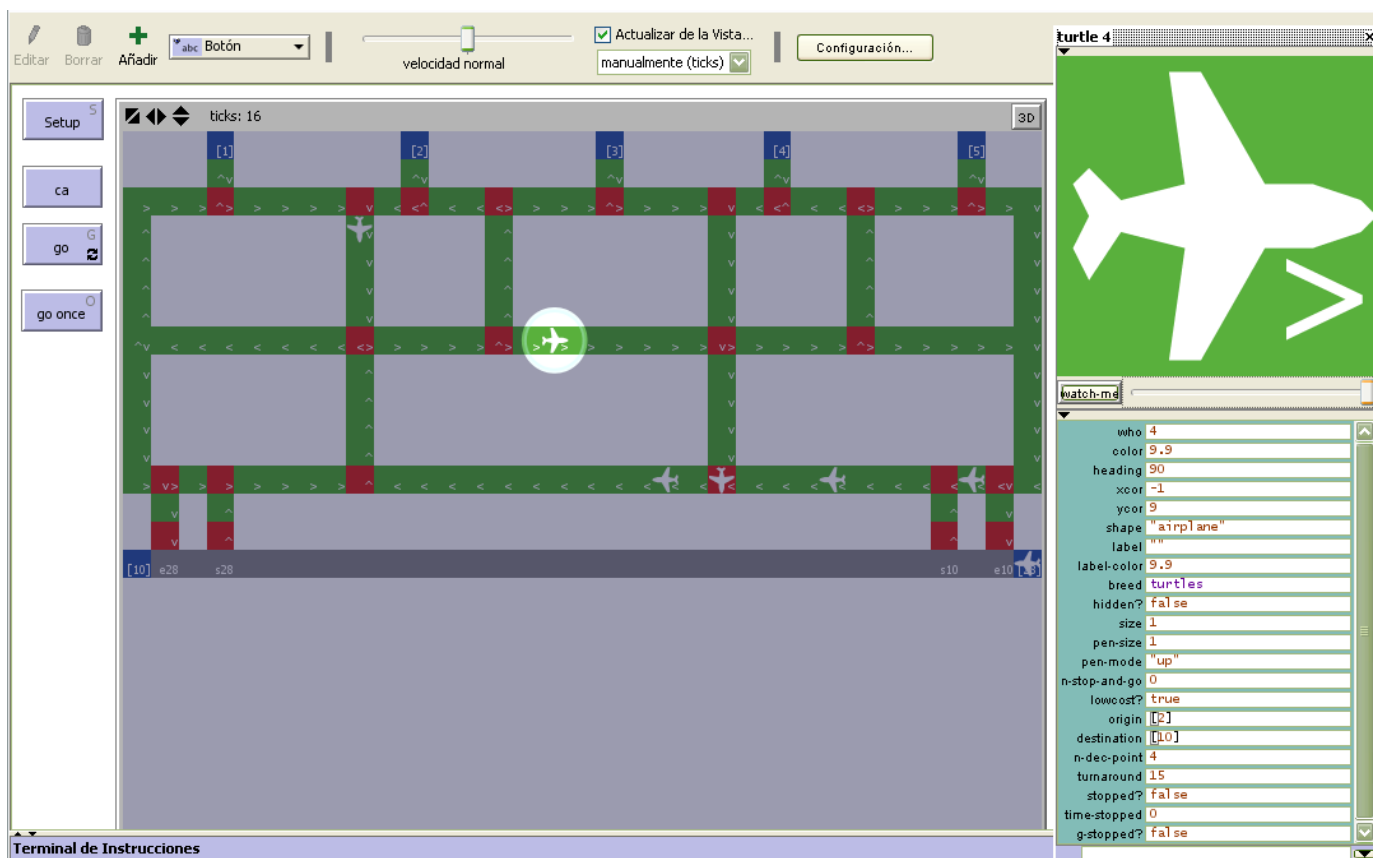 Editar Borrar Añadir abc Botón velocidad normal Actualizar de la Vista... manualmente (ticks) Configuración...
Setup S
ca
go G
go once O
ticks: 16 3D
[1] [2] [3] [4] [5]
[10] e28 s28 s10 e10
Terminal de Instrucciones
turtle 4 x
watch-me
who 4
color 9.9
heading 90
xcor -1
ycor 9
shape "airplane"
label ""
label-color 9.9
breed turtles
hidden? false
size 1
pen-size 1
pen-mode "up"
n-stop-and-go 0
lowcost? true
origin [2]
destination [10]
n-dec-point 4
turnaround 15
stopped? false
time-stopped 0
g-stopped? false